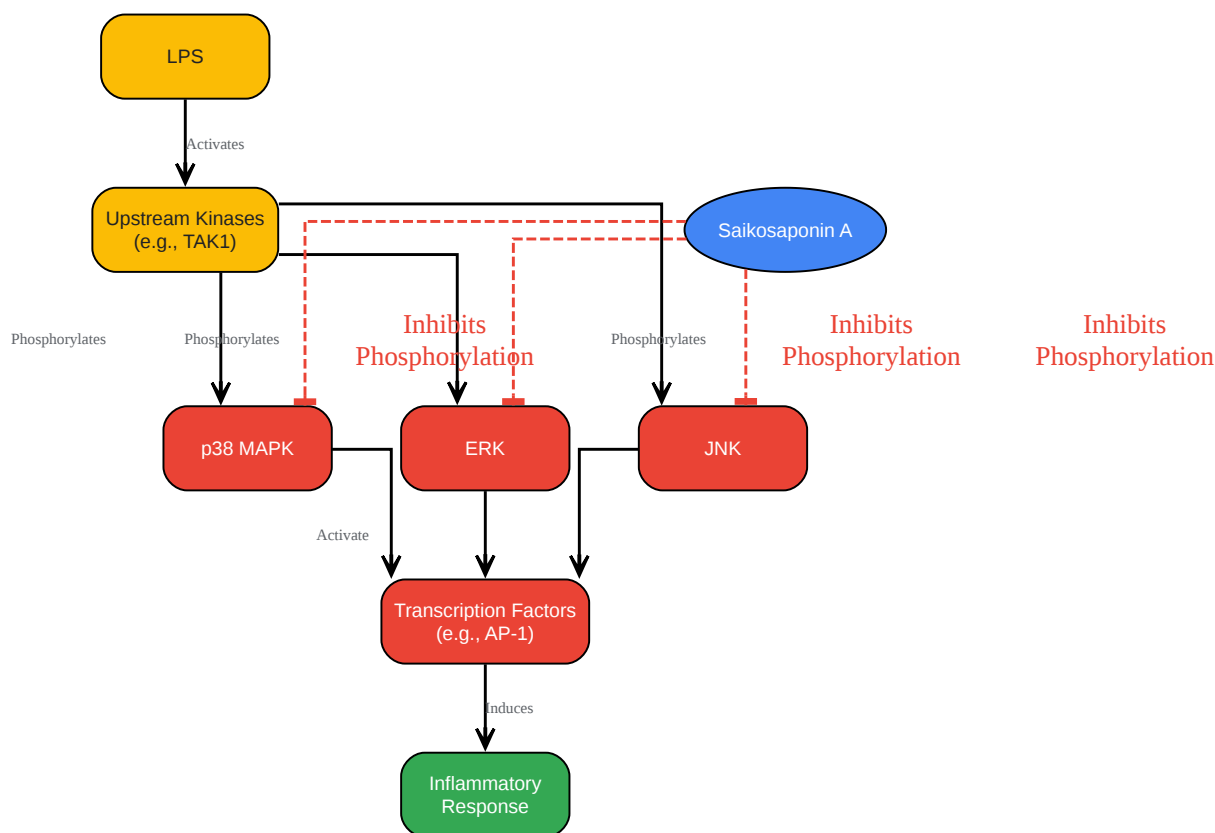 LPS
Activates
Upstream Kinases
(e.g., TAK1)
Saikosaponin A
Phosphorylates
Phosphorylates
Inhibits
Phosphorylation
Phosphorylates
Inhibits
Phosphorylation
Inhibits
Phosphorylation
p38 MAPK
ERK
JNK
Activate
Transcription Factors
(e.g., AP-1)
Induces
Inflammatory
Response